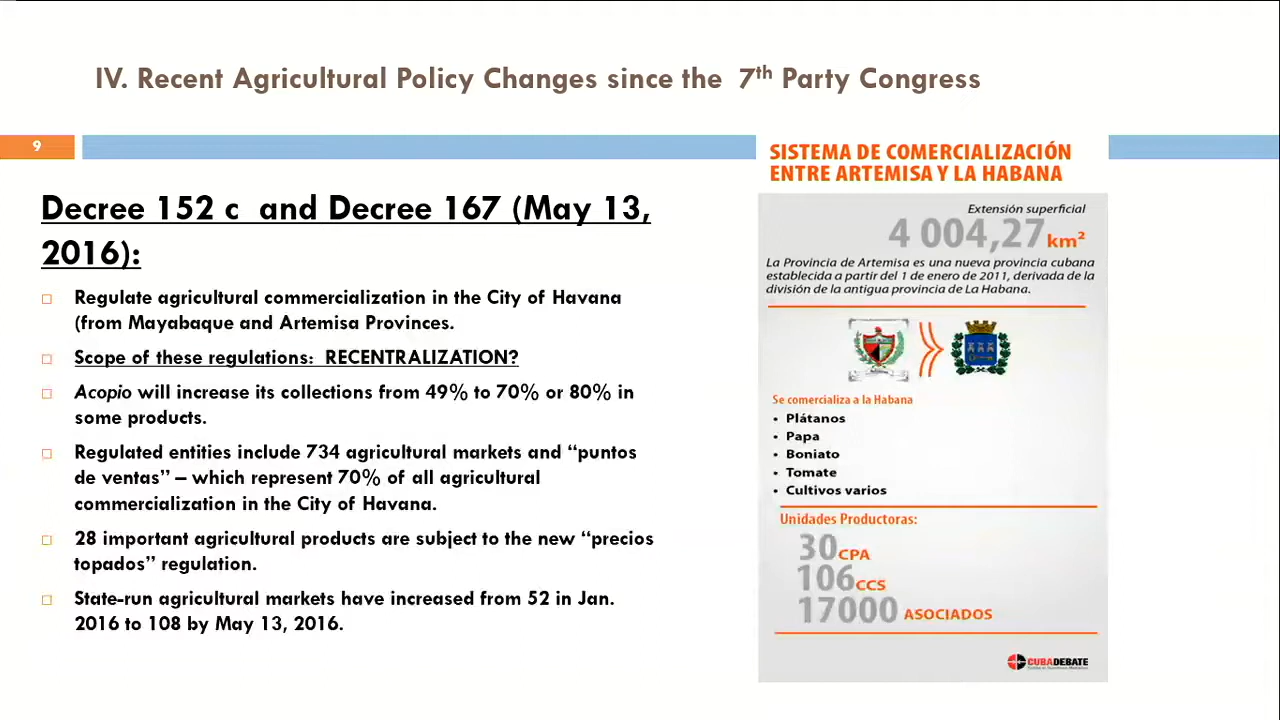 IV. Recent Agricultural Policy Changes since the 7th Party Congress
9
Decree 152 c and Decree 167 (May 13,
2016):
Regulate agricultural commercialization in the City of Havana
(from Mayabaque and Artemisa Provinces.
Scope of these regulations: RECENTRALIZATION?
Acopio will increase its collections from 49% to 70% or 80% in
some products.
Regulated entities include 734 agricultural markets and “puntos
de ventas” – which represent 70% of all agricultural
commercialization in the City of Havana.
28 important agricultural products are subject to the new “precios
topados” regulation.
State-run agricultural markets have increased from 52 in Jan.
2016 to 108 by May 13, 2016.
SISTEMA DE COMERCIALIZACIÓN
ENTRE ARTEMISA Y LA HABANA
Extensión superficial
4 004,27 km²
La Provincia de Artemisa es una nueva provincia cubana
establecida a partir del 1 de enero de 2011, derivada de la
división de la antigua provincia de La Habana.
Se comercializa a la Habana
• Plátanos
• Papa
• Boniato
• Tomate
• Cultivos varios
Unidades Productoras:
30 CPA
106 CCS
17000 ASOCIADOS
CUBADEBATE